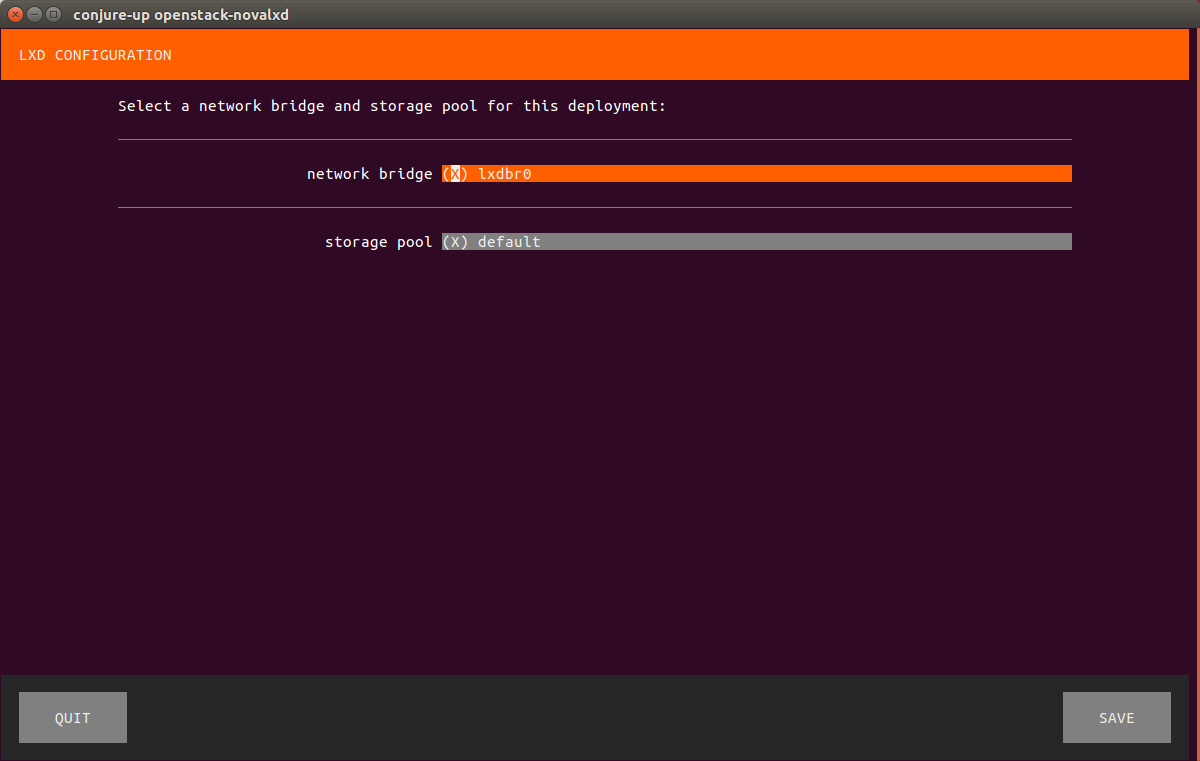 conjure-up openstack-novalxd
LXD CONFIGURATION
Select a network bridge and storage pool for this deployment:
network bridge (X) lxdbr0
storage pool (X) default
QUIT SAVE